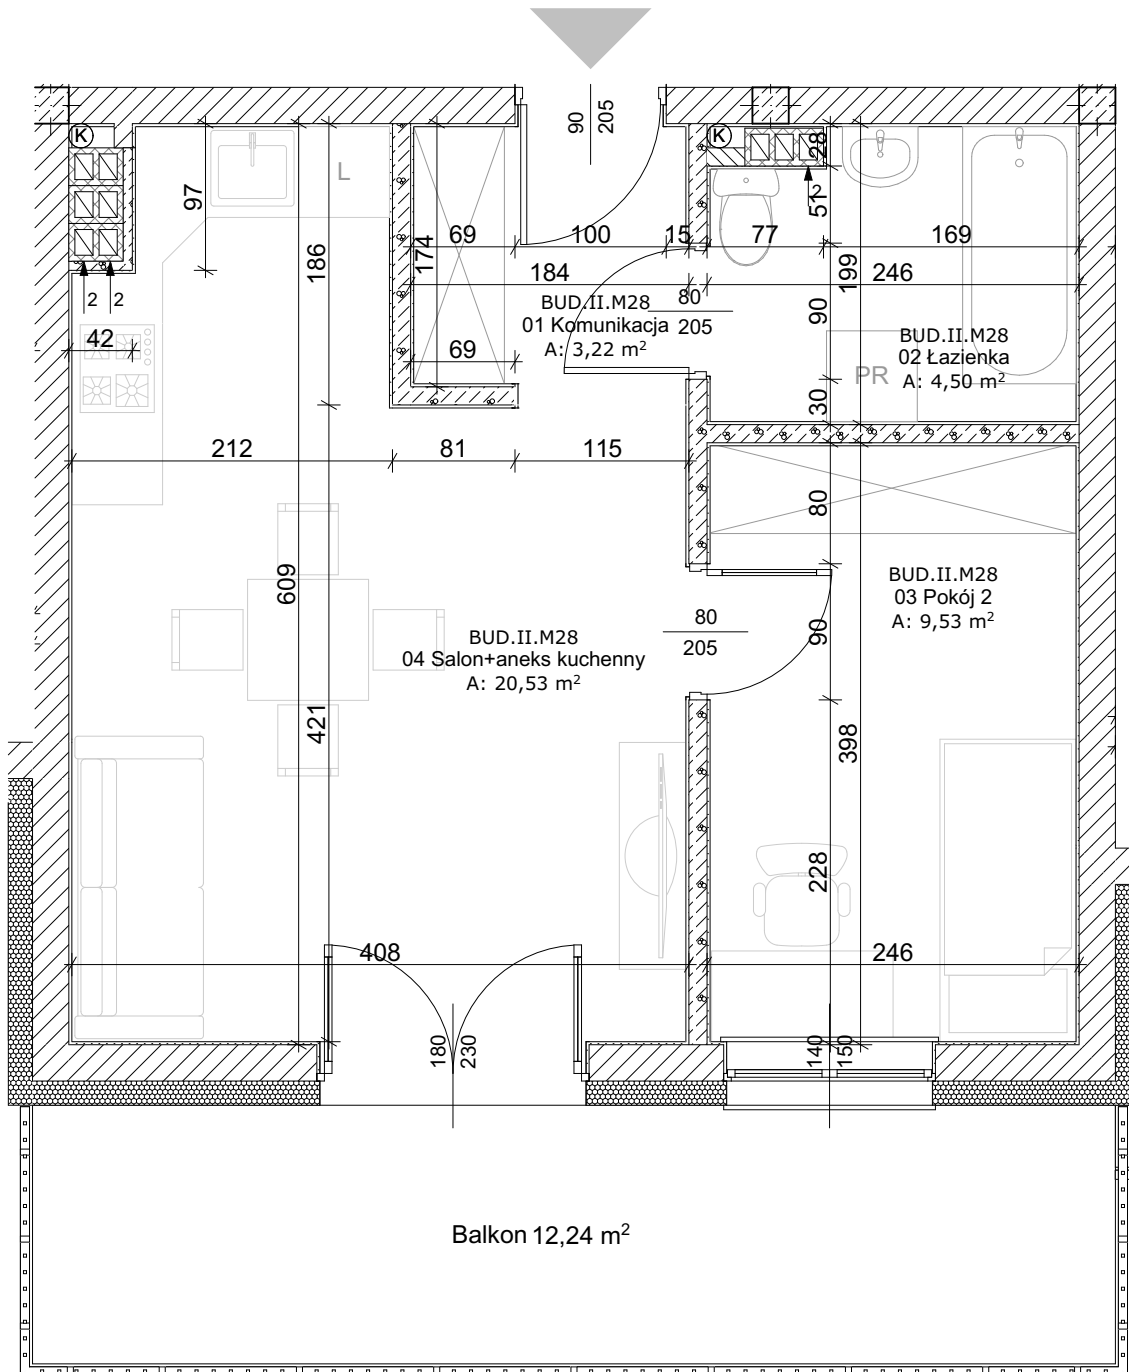 90
205
K
K
28
L
97
186
2
51
69
100
15
77
169
174
199
184
246
2
2
BUD.II.M28
01 Komunikacja
A: 3,22 m²
80
205
90
42
69
BUD.II.M28
02 Łazienka
A: 4,50 m²
PR
30
212
81
115
80
609
BUD.II.M28
03 Pokój 2
A: 9,53 m²
80
205
90
BUD.II.M28
04 Salon+aneks kuchenny
A: 20,53 m²
421
398
228
408
246
180
230
140
150
Balkon 12,24 m²